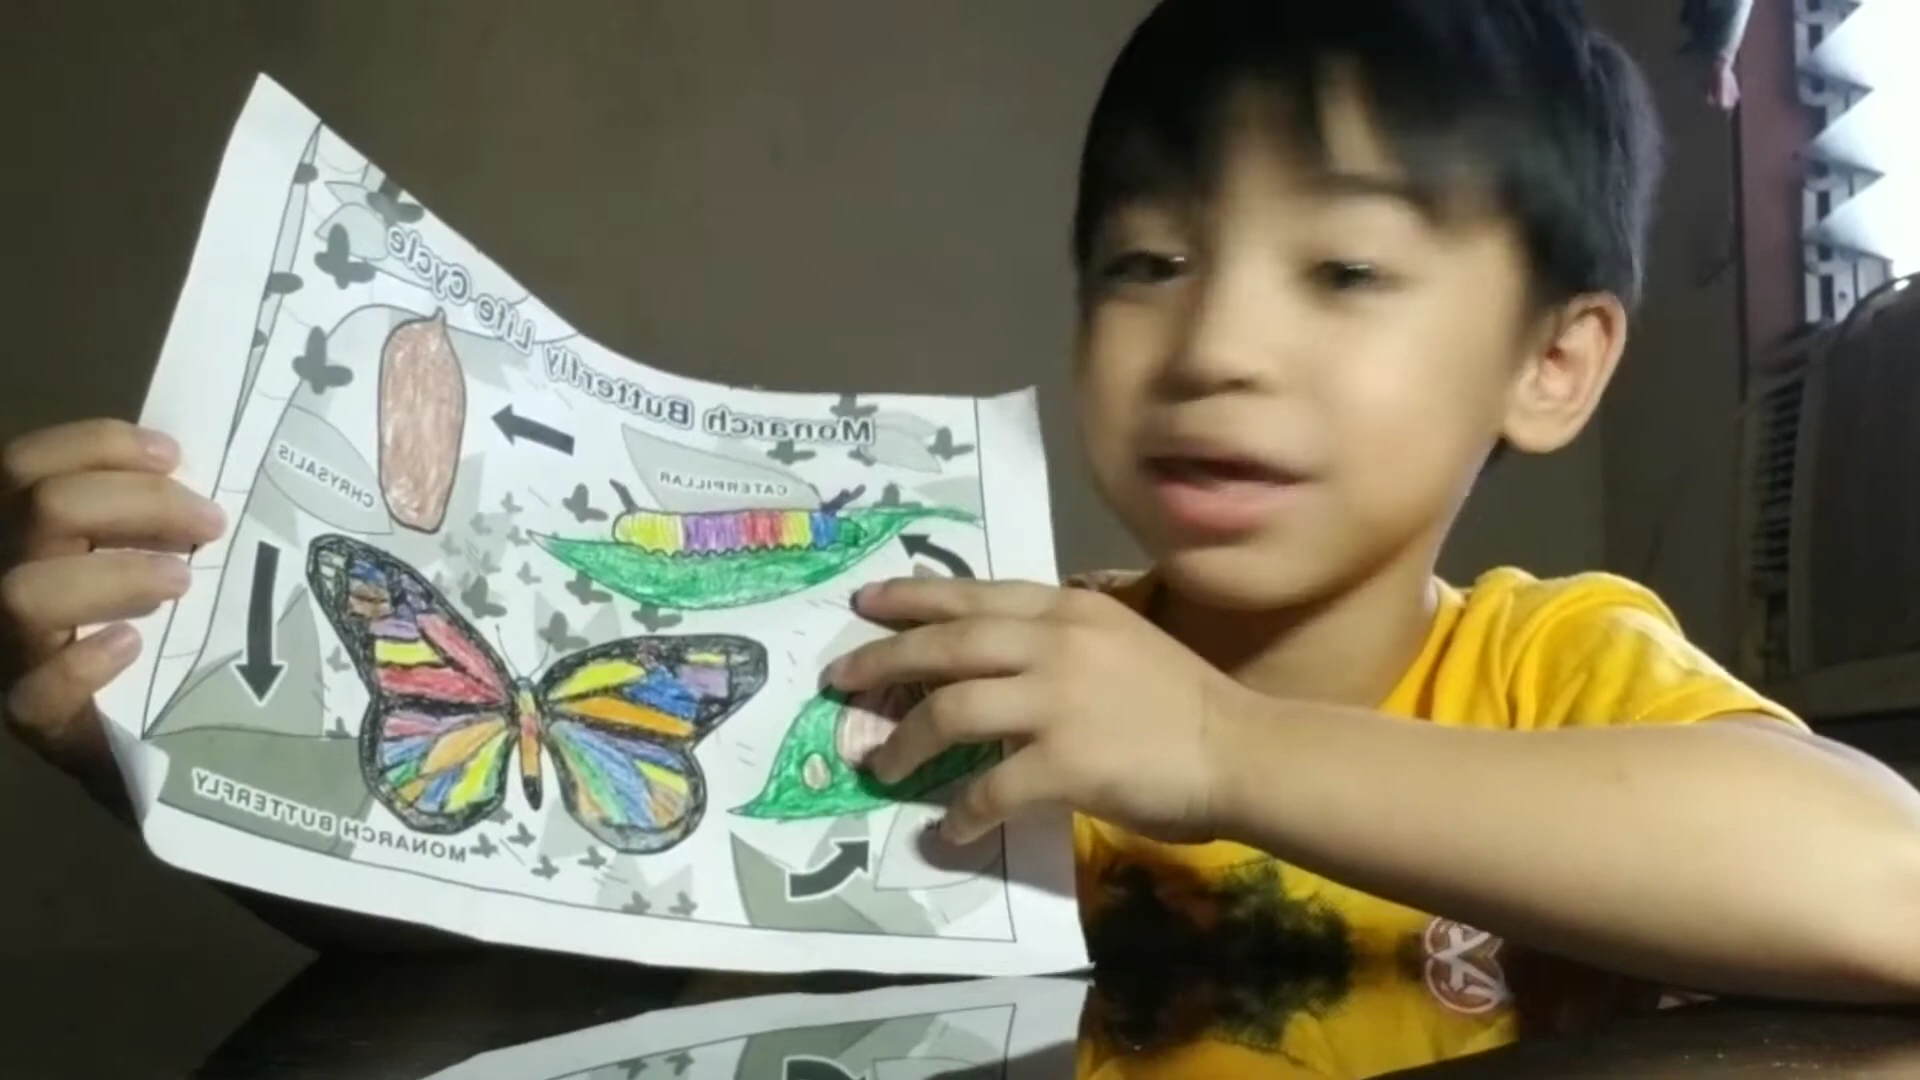 Monarch Butterfly Life Cycle
CATERPILLAR
CHRYSALIS
MONARCH BUTTERFLY